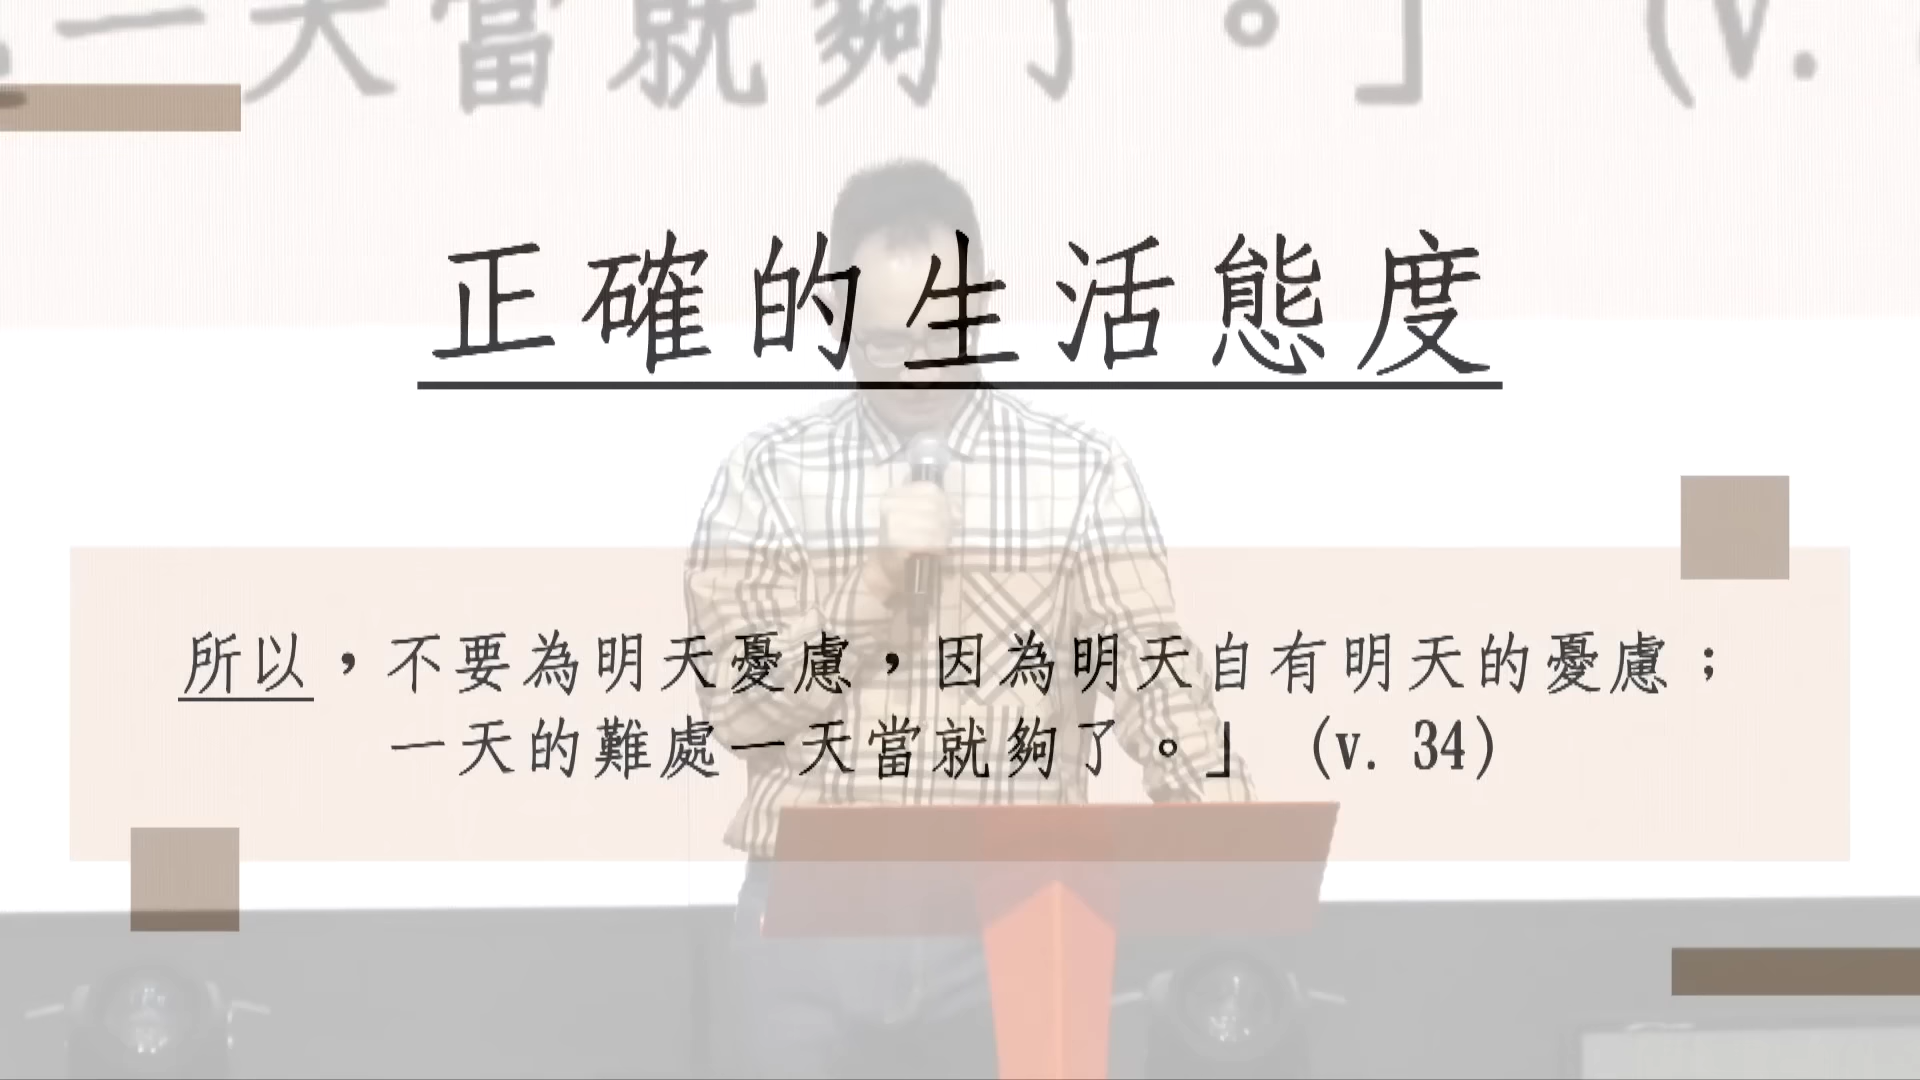 一天當就夠了。」 (v.
正確的生活態度
所以，不要為明天憂慮，因為明天自有明天的憂慮；
一天的難處一天當就夠了。」 (v. 34)